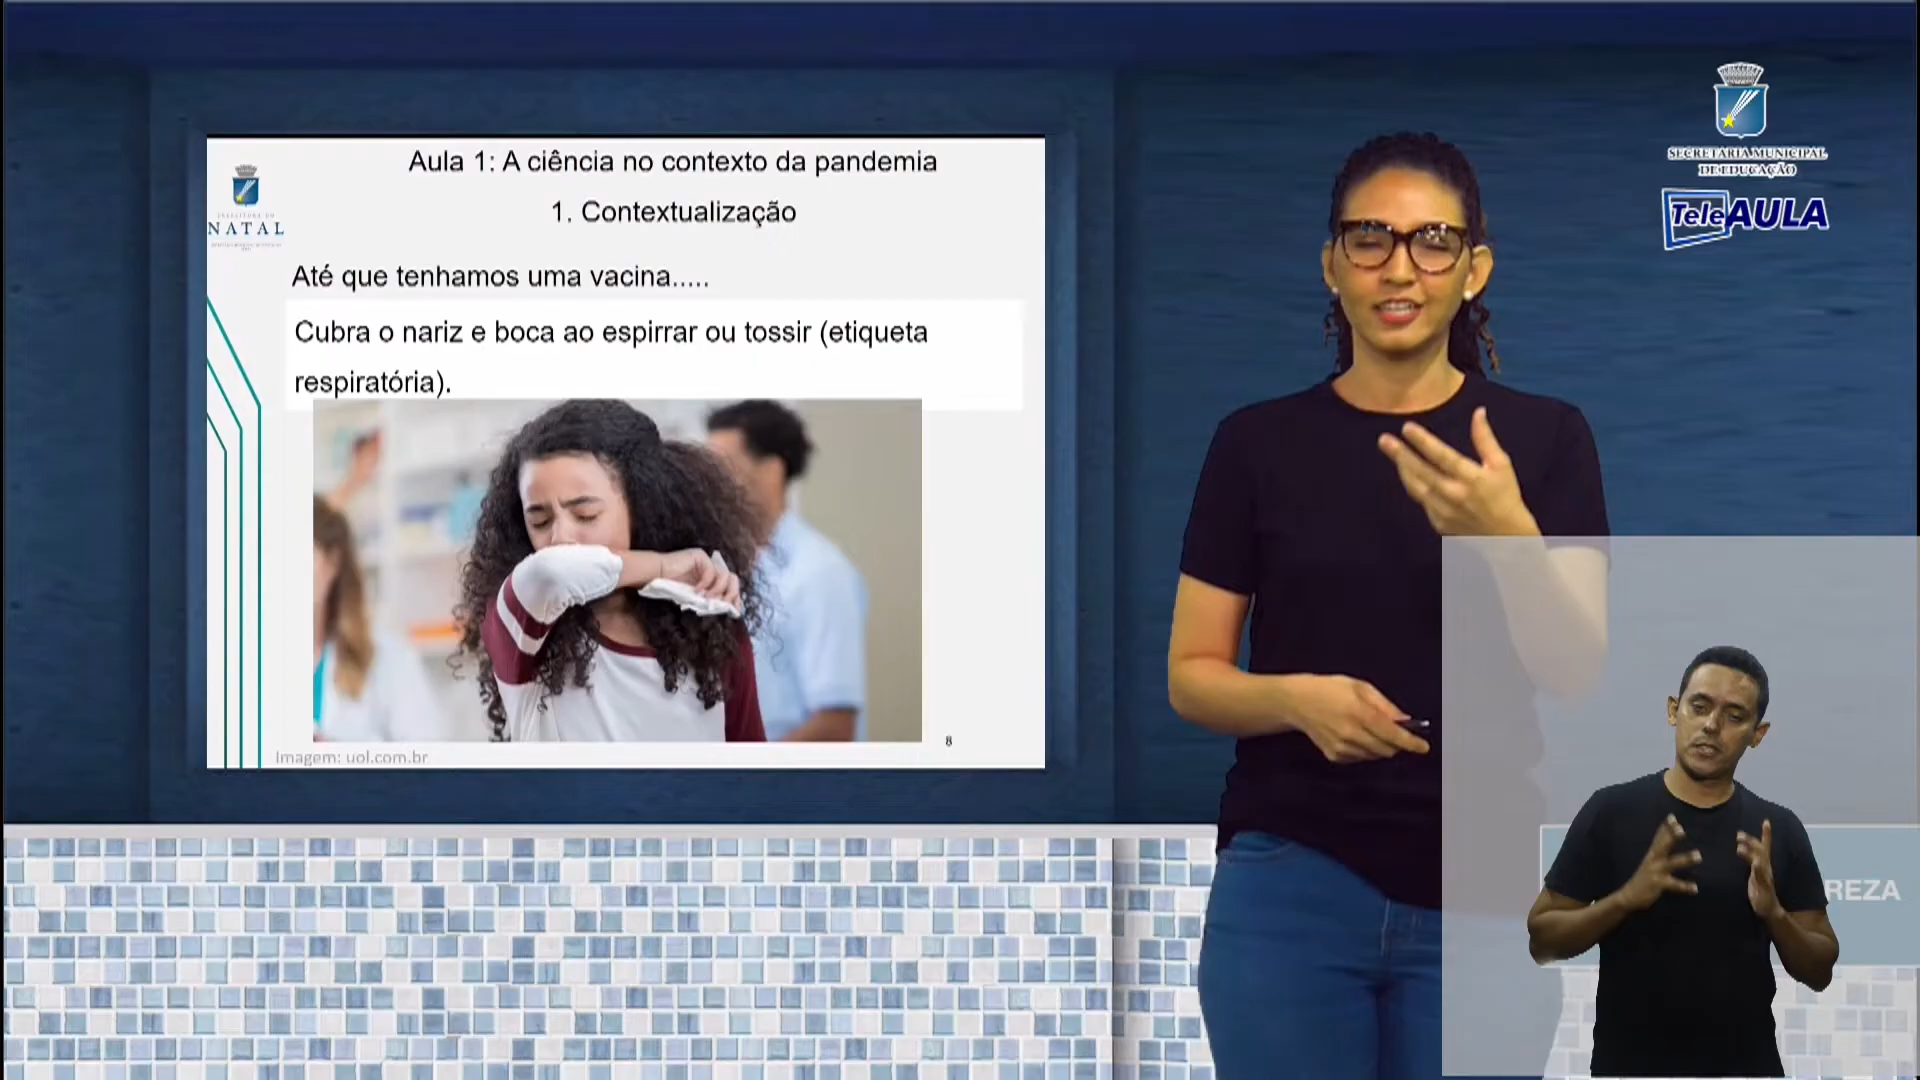 Aula 1: A ciência no contexto da pandemia
1. Contextualização
NATAL
Até que tenhamos uma vacina.....
Cubra o nariz e boca ao espirrar ou tossir (etiqueta
respiratória).
Imagem: uol.com.br
8
SECRETARIA MUNICIPAL
DE EDUCAÇÃO
TeleAULA
REZA